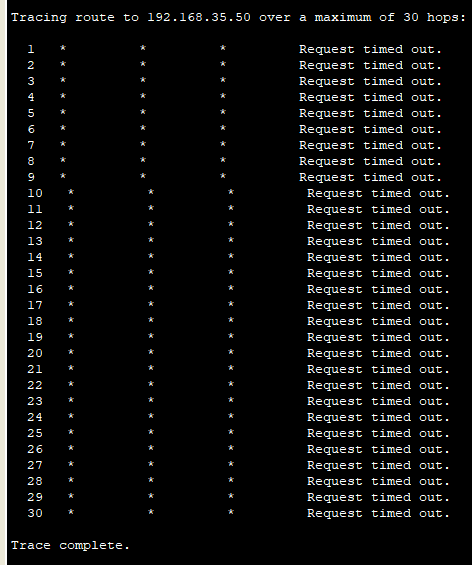 Tracing route to 192.168.35.50 over a maximum of 30 hops:
1 * * * Request timed out.
2 * * * Request timed out.
3 * * * Request timed out.
4 * * * Request timed out.
5 * * * Request timed out.
6 * * * Request timed out.
7 * * * Request timed out.
8 * * * Request timed out.
9 * * * Request timed out.
10 * * * Request timed out.
11 * * * Request timed out.
12 * * * Request timed out.
13 * * * Request timed out.
14 * * * Request timed out.
15 * * * Request timed out.
16 * * * Request timed out.
17 * * * Request timed out.
18 * * * Request timed out.
19 * * * Request timed out.
20 * * * Request timed out.
21 * * * Request timed out.
22 * * * Request timed out.
23 * * * Request timed out.
24 * * * Request timed out.
25 * * * Request timed out.
26 * * * Request timed out.
27 * * * Request timed out.
28 * * * Request timed out.
29 * * * Request timed out.
30 * * * Request timed out.
Trace complete.